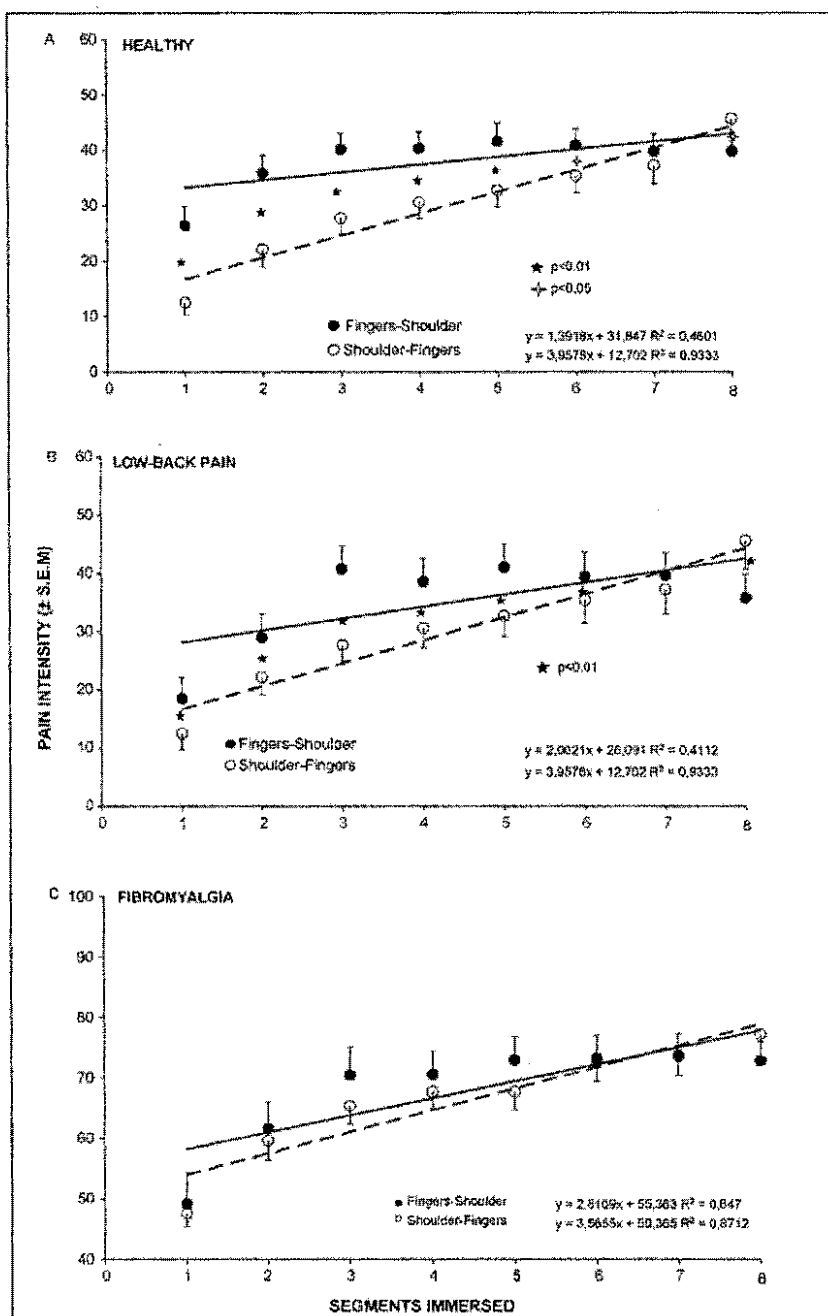 A HEALTHY
60
50
40
30
20
10
0
★ p<0.01
✧ p<0.05
● Fingers-Shoulder
○ Shoulder-Fingers
y = 1,3918x + 31,847 R² = 0,4601
y = 3,9578x + 12,702 R² = 0,9333
0 1 2 3 4 5 6 7 8
B LOW-BACK PAIN
60
50
40
30
20
10
0
★ p<0.01
● Fingers-Shoulder
○ Shoulder-Fingers
y = 2,0021x + 26,091 R² = 0,4112
y = 3,9578x + 12,702 R² = 0,9333
0 1 2 3 4 5 6 7 8
PAIN INTENSITY (± S.E.M)
C FIBROMYALGIA
100
90
80
70
60
50
40
● Fingers-Shoulder
○ Shoulder-Fingers
y = 2,8109x + 55,363 R² = 0,647
y = 3,5655x + 50,365 R² = 0,8712
0 1 2 3 4 5 6 7 8
SEGMENTS IMMERSED